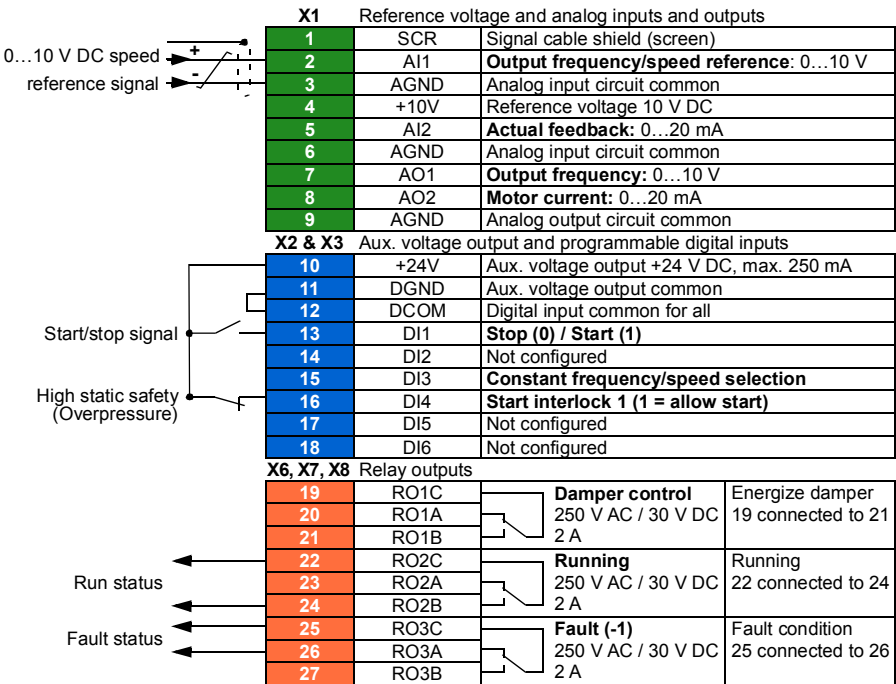 X1 Reference voltage and analog inputs and outputs
1 SCR Signal cable shield (screen)
0…10 V DC speed + 2 AI1 Output frequency/speed reference: 0…10 V
reference signal - 3 AGND Analog input circuit common
4 +10V Reference voltage 10 V DC
5 AI2 Actual feedback: 0…20 mA
6 AGND Analog input circuit common
7 AO1 Output frequency: 0…10 V
8 AO2 Motor current: 0…20 mA
9 AGND Analog output circuit common
X2 & X3 Aux. voltage output and programmable digital inputs
10 +24V Aux. voltage output +24 V DC, max. 250 mA
11 DGND Aux. voltage output common
12 DCOM Digital input common for all
Start/stop signal 13 DI1 Stop (0) / Start (1)
14 DI2 Not configured
15 DI3 Constant frequency/speed selection
High static safety 16 DI4 Start interlock 1 (1 = allow start)
(Overpressure)
17 DI5 Not configured
18 DI6 Not configured
X6, X7, X8 Relay outputs
19 RO1C Damper control Energize damper
20 RO1A 250 V AC / 30 V DC 19 connected to 21
21 RO1B 2 A
22 RO2C Running Running
Run status 23 RO2A 250 V AC / 30 V DC 22 connected to 24
24 RO2B 2 A
25 RO3C Fault (-1) Fault condition
Fault status 26 RO3A 250 V AC / 30 V DC 25 connected to 26
27 RO3B 2 A